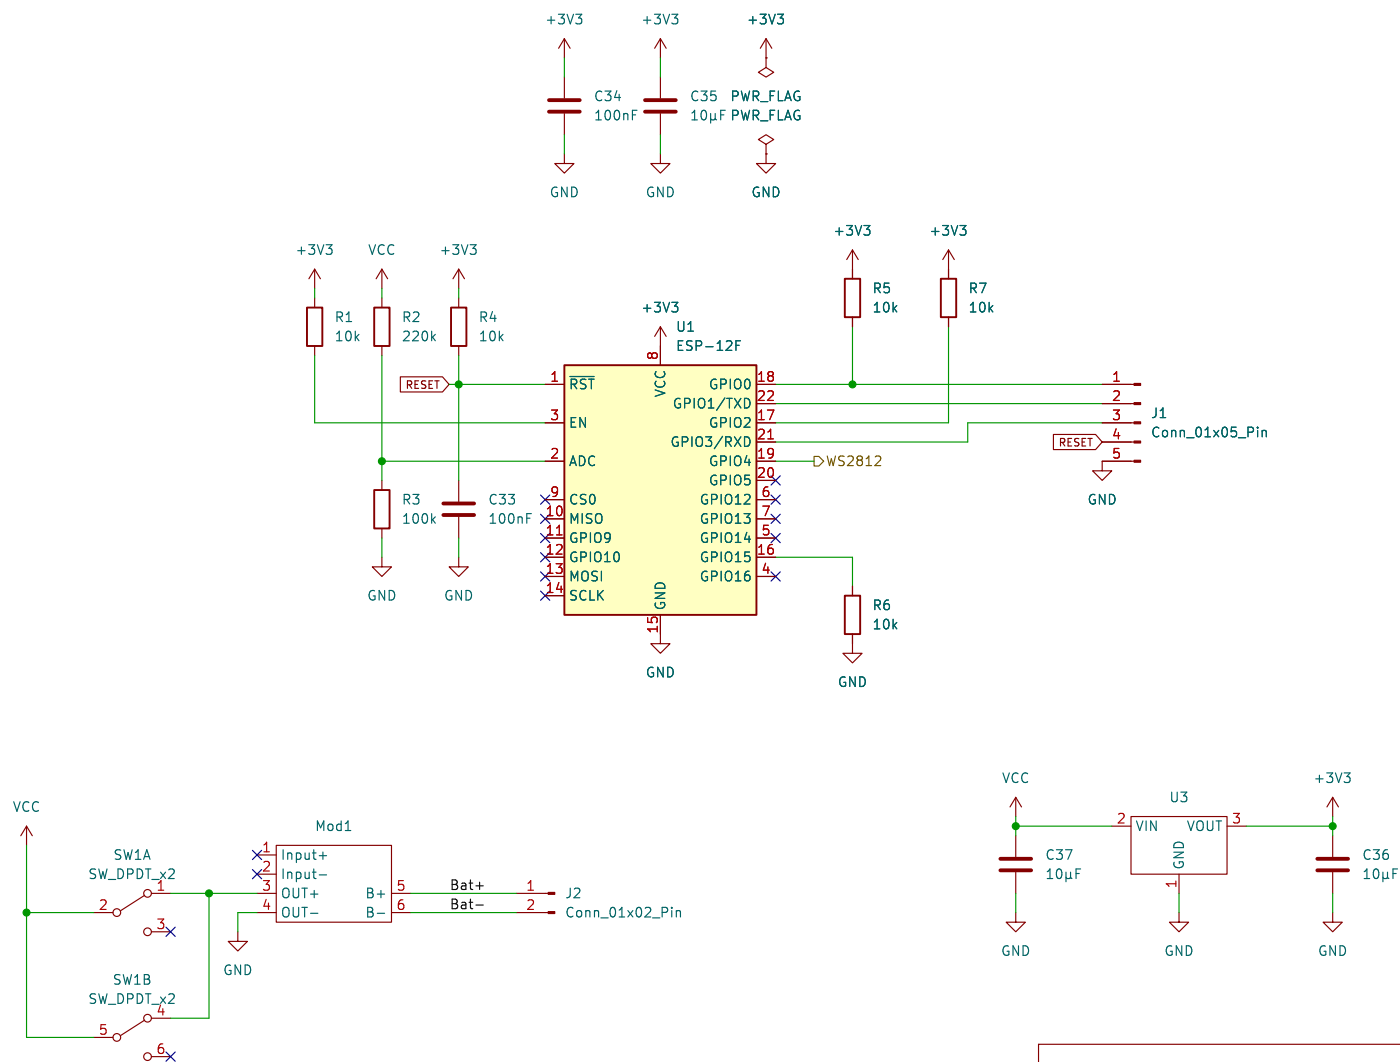 +3V3
+3V3
+3V3
C34
100nF
C35
10µF
PWR_FLAG
PWR_FLAG
GND
GND
GND
+3V3
VCC
+3V3
+3V3
+3V3
R1
10k
R2
220k
R4
10k
R5
10k
R7
10k
+3V3
U1
ESP-12F
8
VCC
RESET
1
RST
3
EN
2
ADC
9
CS0
10
MISO
11
GPIO9
12
GPIO10
13
MOSI
14
SCLK
GPIO0
18
GPIO1/TXD
22
GPIO2
17
GPIO3/RXD
21
GPIO4
19
WS2812
GPIO5
20
GPIO12
6
GPIO13
7
GPIO14
5
GPIO15
16
GPIO16
4
GND
15
GND
1
2
3
4
5
RESET
J1
Conn_01x05_Pin
GND
R3
100k
C33
100nF
GND
GND
R6
10k
GND
VCC
SW1A
SW_DPDT_x2
1
2
3
SW1B
SW_DPDT_x2
4
5
6
Mod1
1
Input+
2
Input-
3
OUT+
4
OUT-
B+
5
B-
6
GND
Bat+
Bat-
1
2
J2
Conn_01x02_Pin
VCC
C37
10µF
GND
U3
2
VIN
VOUT
3
GND
1
GND
+3V3
C36
10µF
GND